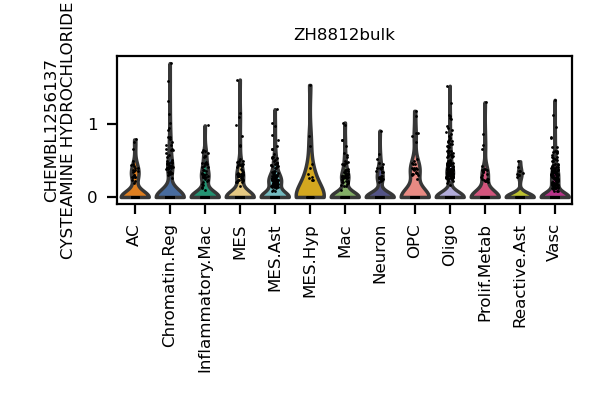 ZH8812bulk
CHEMBL1256137
CYSTEAMINE HYDROCHLORIDE
1
0
AC
Chromatin.Reg
Inflammatory.Mac
MES
MES.Ast
MES.Hyp
Mac
Neuron
OPC
Oligo
Prolif.Metab
Reactive.Ast
Vasc